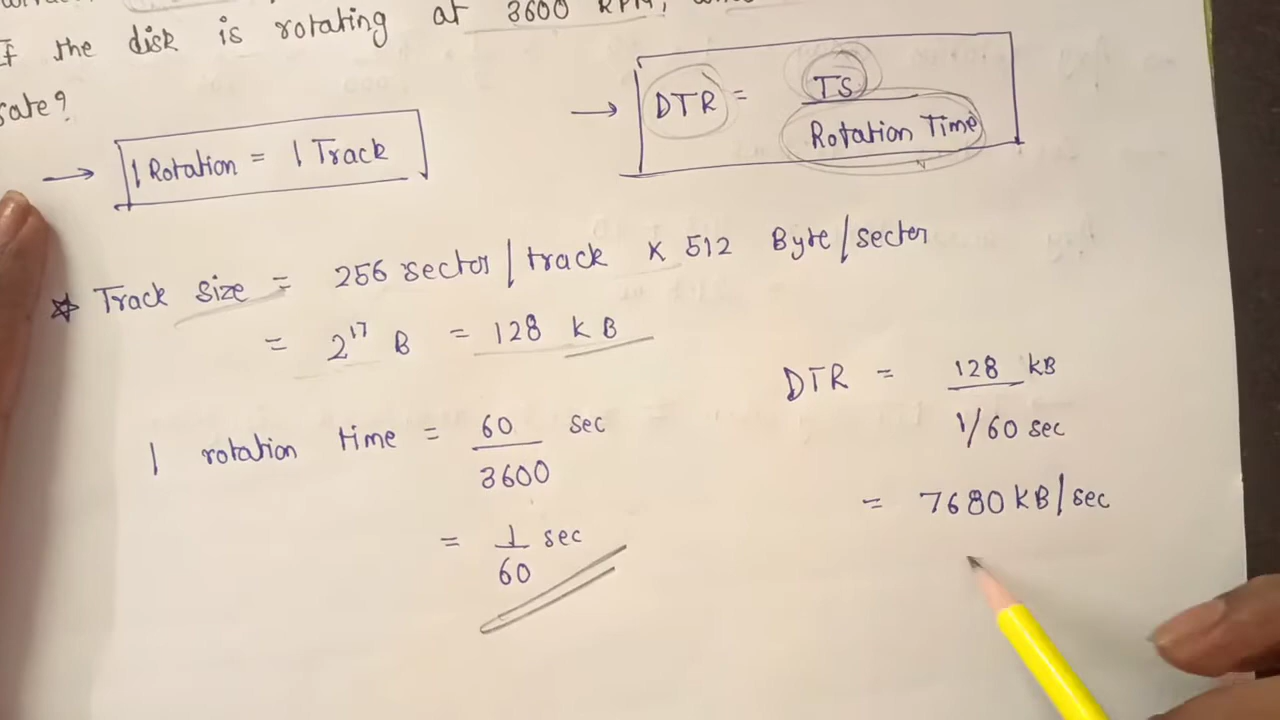 If the disk is rotating at 3600 RPM,
rate?
→ 1 Rotation = 1 Track
→ DTR = TS / Rotation Time
* Track size = 256 sector/track x 512 Byte/sector
= 2^17 B = 128 kB
1 rotation time = 60/3600 sec
= 1/60 sec
DTR = 128 kB / 1/60 sec
= 7680 kB/sec